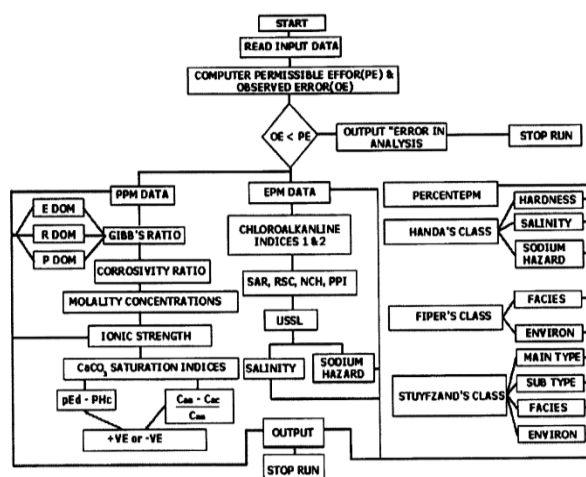 START
READ INPUT DATA
COMPUTER PERMISSIBLE EFFOR(PE) &
OBSERVED ERROR(OE)
OE < PE
OUTPUT "ERROR IN
ANALYSIS
STOP RUN
PPM DATA
EPM DATA
PERCENTEPM
E DOM
R DOM
P DOM
GIBB'S RATIO
CORROSIVITY RATIO
MOLALITY CONCENTRATIONS
IONIC STRENGTH
CaCO3 SATURATION INDICES
pEd - PHc
Caa - Cac
Caa
+VE or -VE
CHLOROALKANLINE
INDICES 1 & 2
SAR, RSC, NCH, PPI
USSL
SALINITY
SODIUM
HAZARD
HANDA'S CLASS
HARDNESS
SALINITY
SODIUM
HAZARD
FIPER'S CLASS
FACIES
ENVIRON
STUYFZAND'S CLASS
MAIN TYPE
SUB TYPE
FACIES
ENVIRON
OUTPUT
STOP RUN